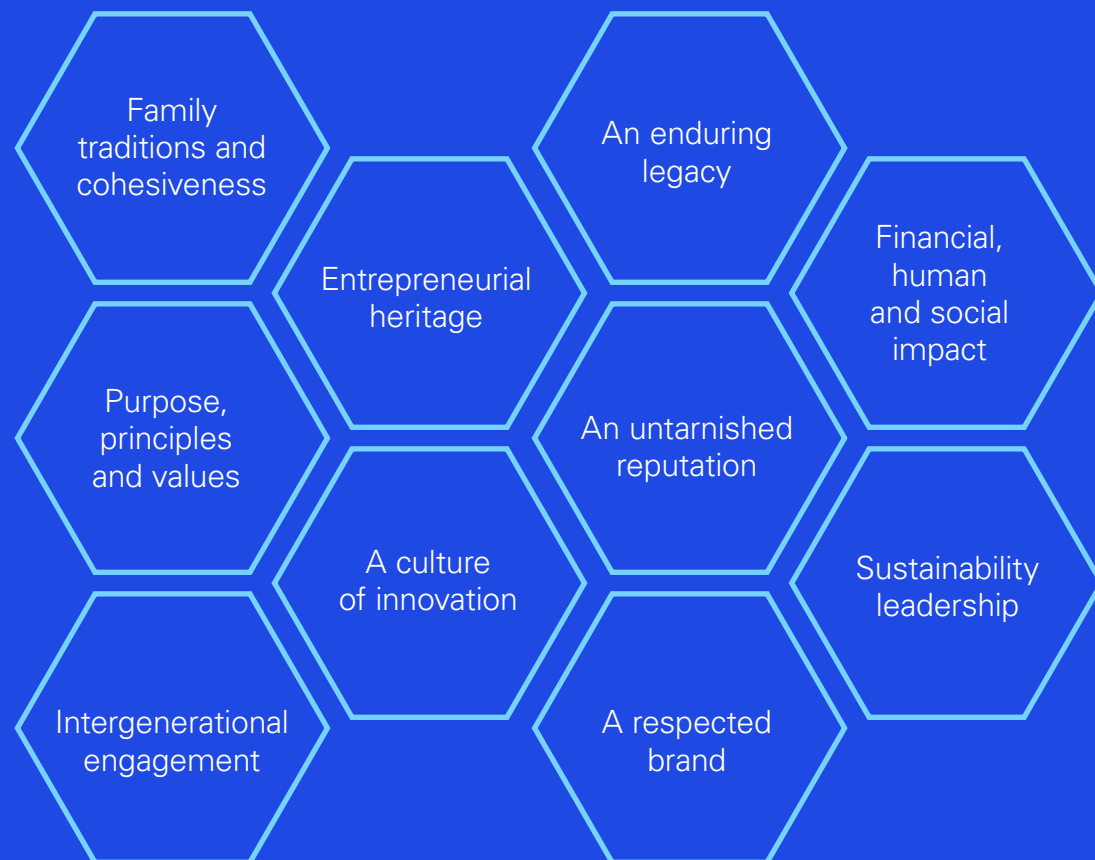 Family
traditions and
cohesiveness
An enduring
legacy
Entrepreneurial
heritage
Financial,
human
and social
impact
Purpose,
principles
and values
An untarnished
reputation
A culture
of innovation
Sustainability
leadership
Intergenerational
engagement
A respected
brand